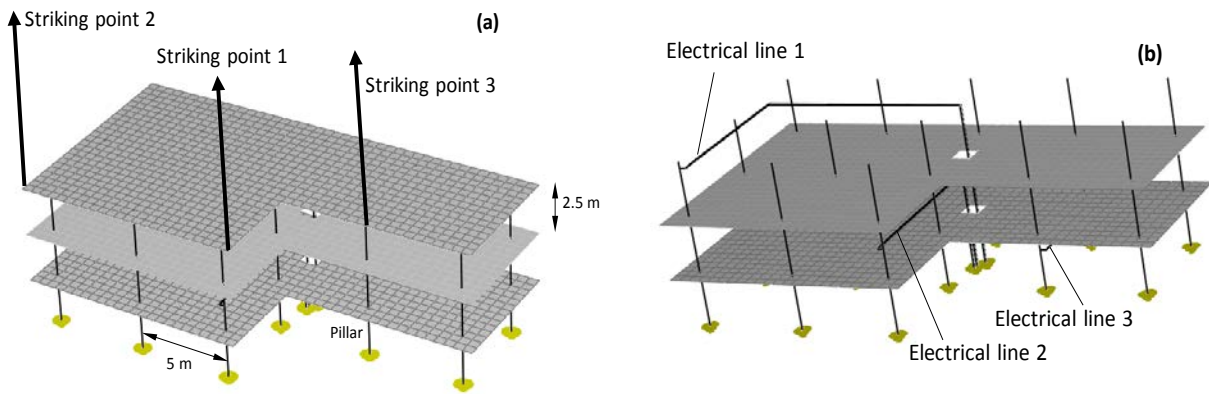 Striking point 2
(a)
Striking point 1
Striking point 3
2.5 m
Pillar
5 m
Electrical line 1
(b)
Electrical line 3
Electrical line 2